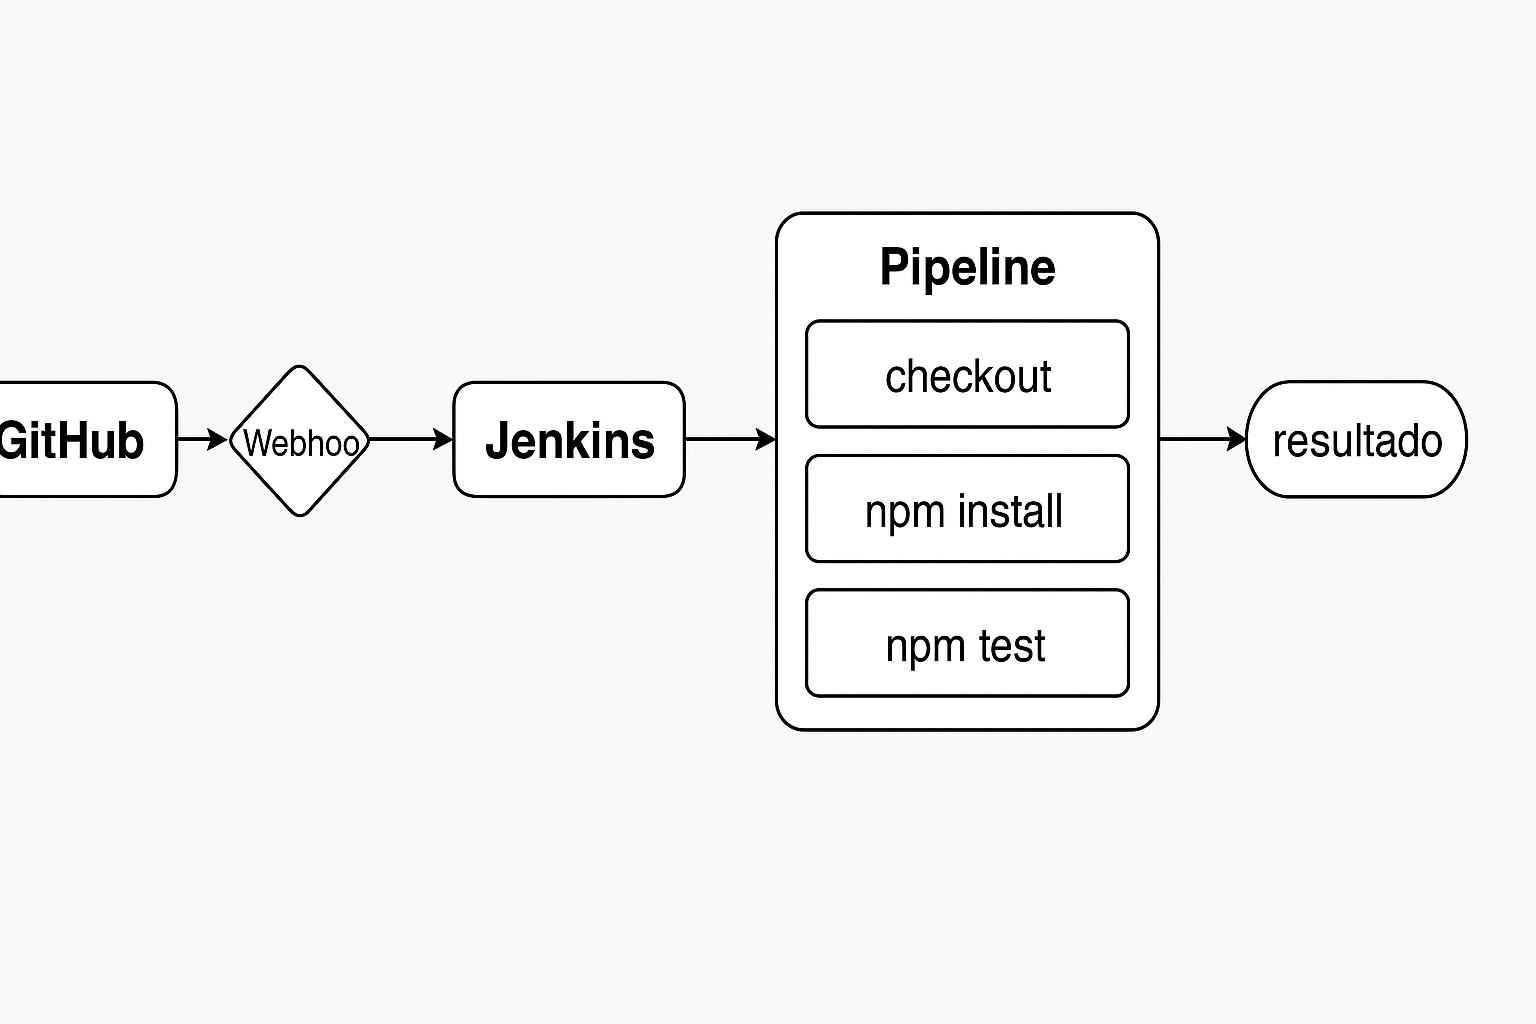 GitHub
Webhoo
Jenkins
Pipeline
checkout
npm install
npm test
resultado